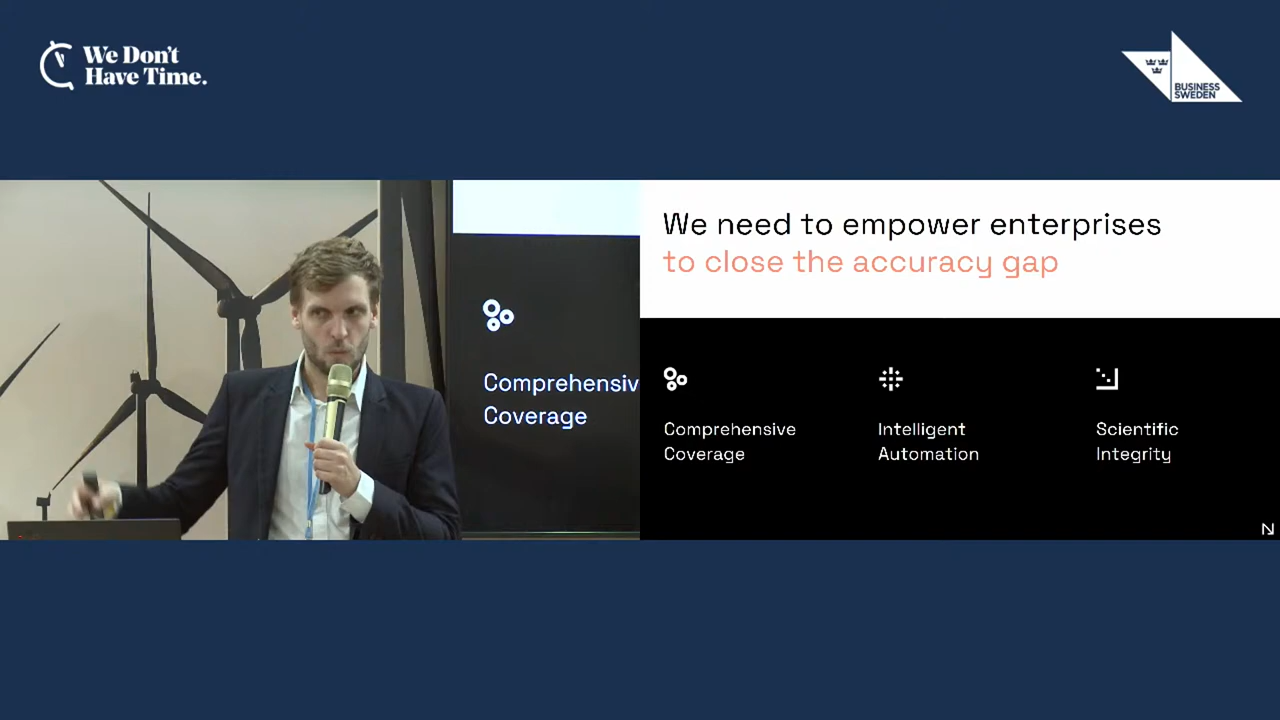 We Don't
Have Time.
BUSINESS
SWEDEN
Comprehensiv
Coverage
We need to empower enterprises
to close the accuracy gap
Comprehensive
Coverage
Intelligent
Automation
Scientific
Integrity